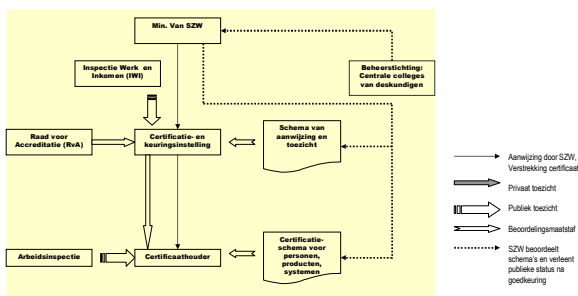 Min. Van SZW
Inspectie Werk en
Inkomen (IWI)
Beheerstichting:
Centrale colleges
van deskundigen
Raad voor
Accreditatie (RvA)
Certificatie- en
keuringsinstelling
Schema van
aanwijzing en
toezicht
Arbeidsinspectie
Certificaathouder
Certificatie-
schema voor
personen,
producten,
systemen
Aanwijzing door SZW,
Verstrekking certificaat
Privaat toezicht
Publiek toezicht
Beoordelingsmaatstaf
SZW beoordeelt
schema's en verleent
publieke status na
goedkeuring